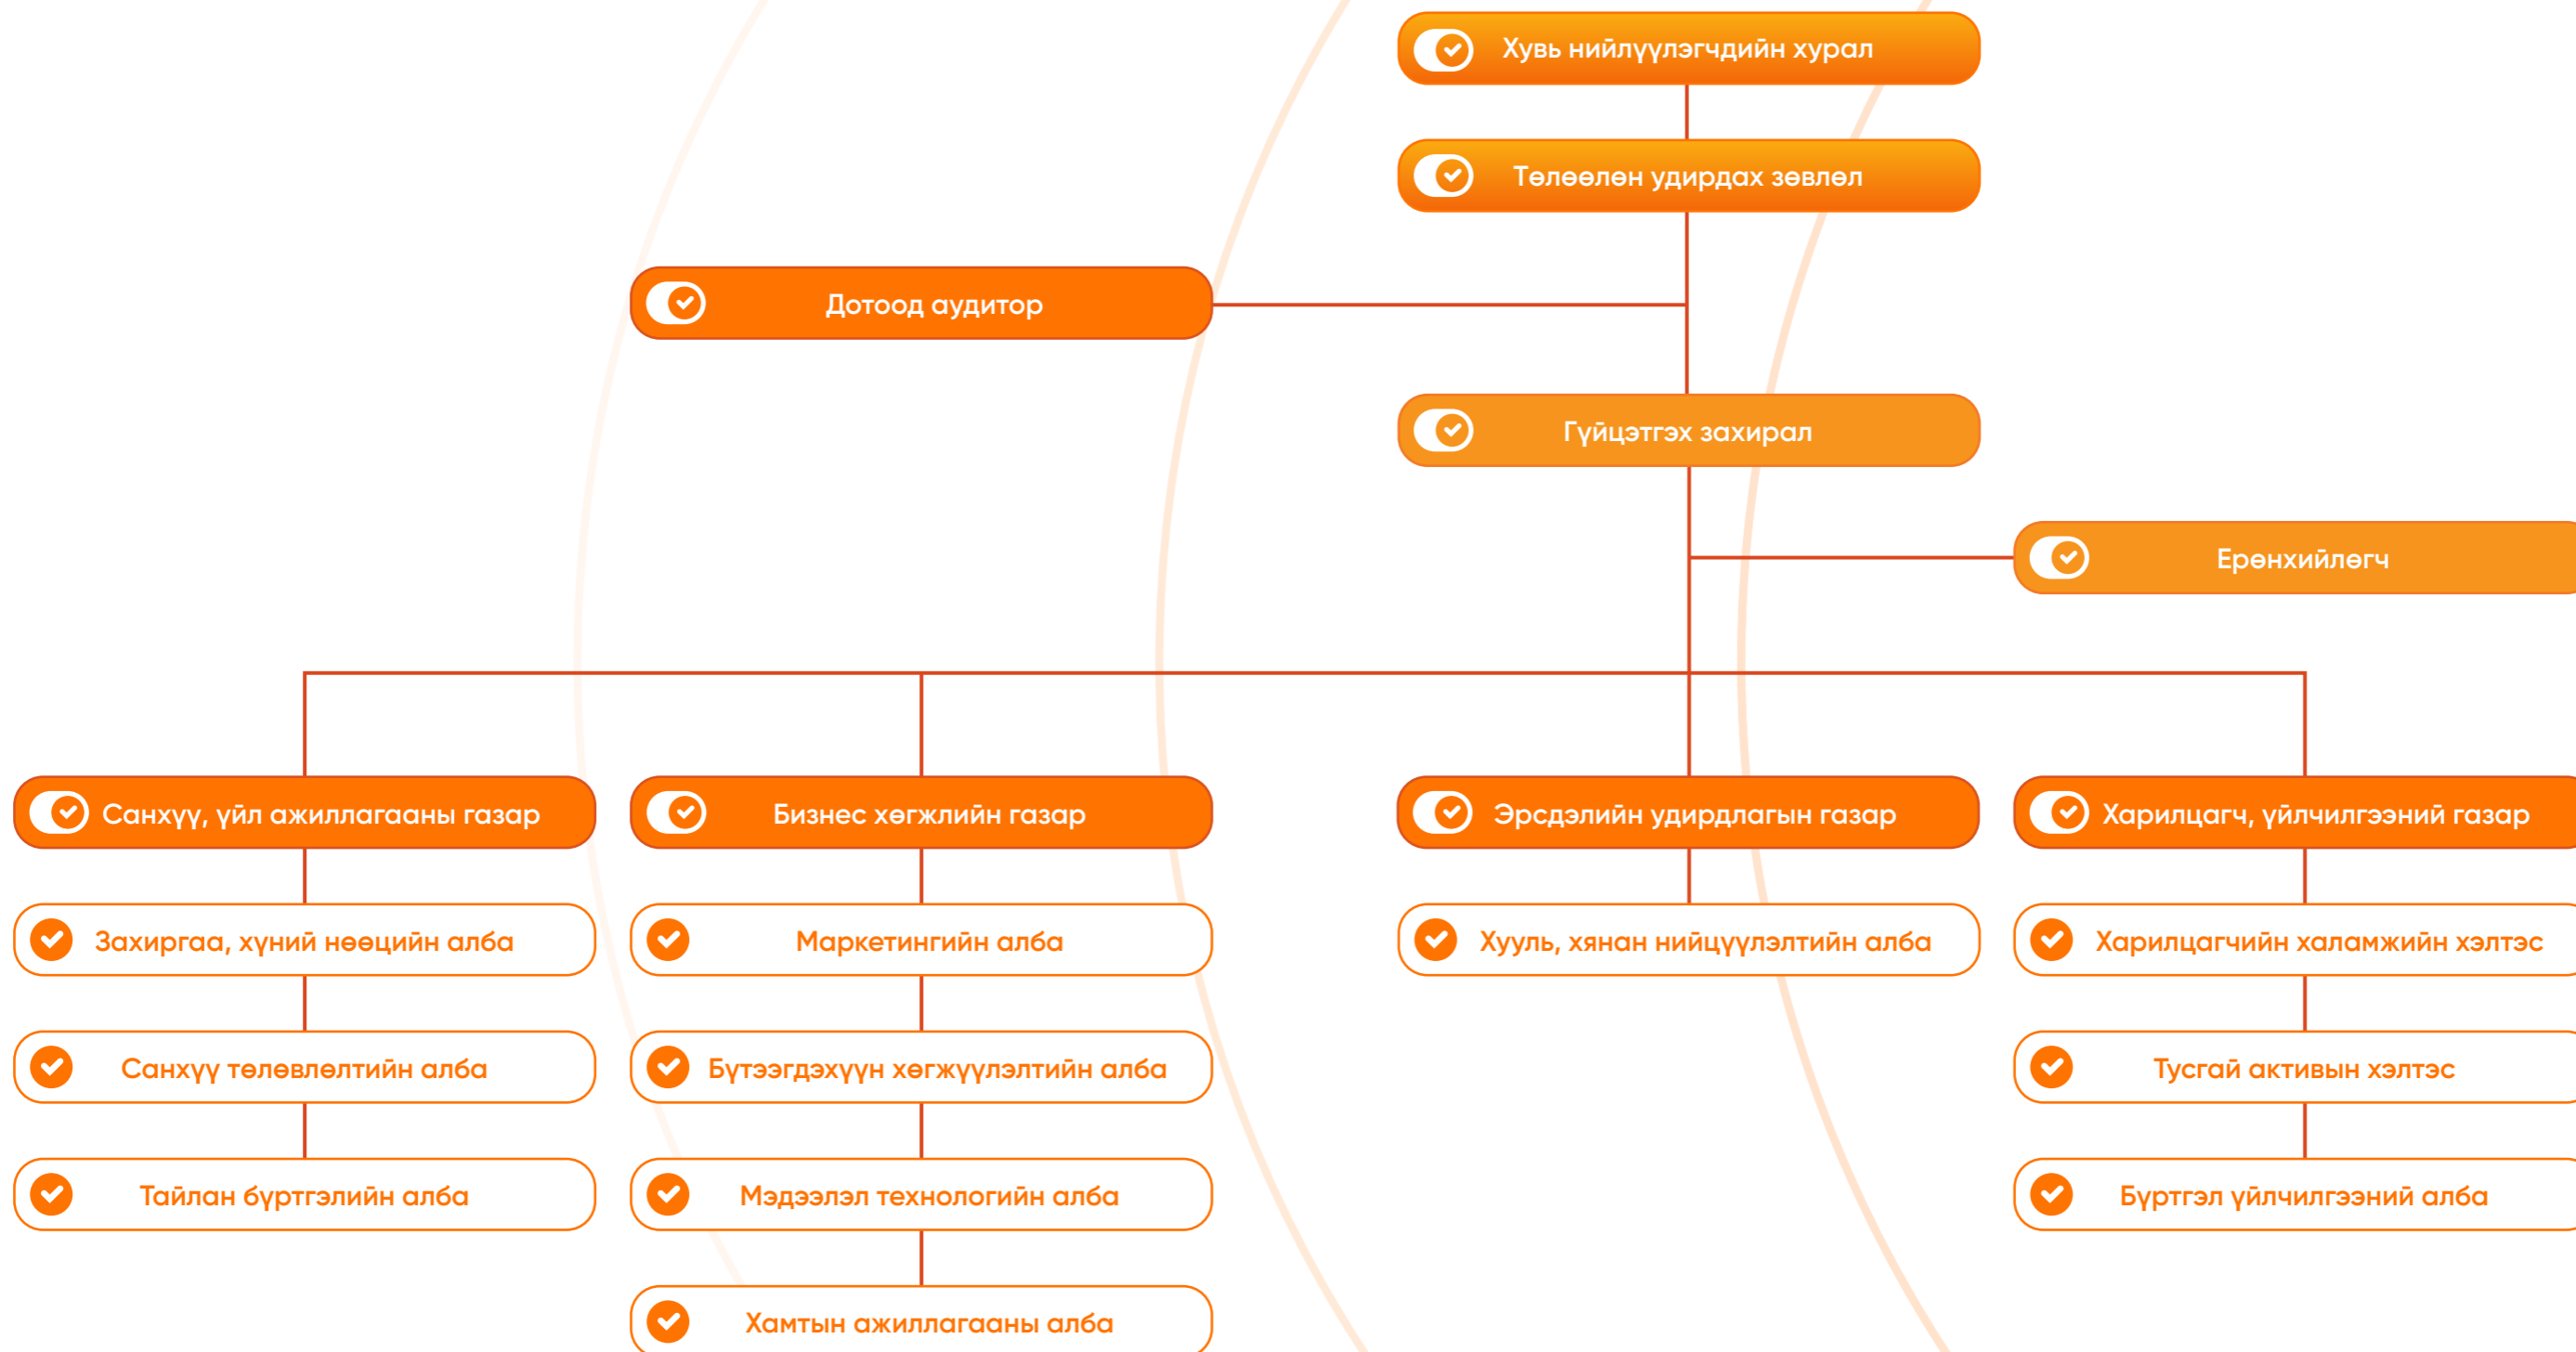 Хувь нийлүүлэгчдийн хурал
Төлөөлөн удирдах зөвлөл
Дотоод аудитор
Гүйцэтгэх захирал
Ерөнхийлөгч
Санхүү, үйл ажиллагааны газар
Бизнес хөгжлийн газар
Эрсдэлийн удирдлагын газар
Харилцагч, үйлчилгээний газар
Захиргаа, хүний нөөцийн алба
Маркетингийн алба
Хууль, хянан нийцүүлэлтийн алба
Харилцагчийн халамжийн хэлтэс
Санхүү төлөвлөлтийн алба
Бүтээгдэхүүн хөгжүүлэлтийн алба
Тусгай активын хэлтэс
Тайлан бүртгэлийн алба
Мэдээлэл технологийн алба
Бүртгэл үйлчилгээний алба
Хамтын ажиллагааны алба